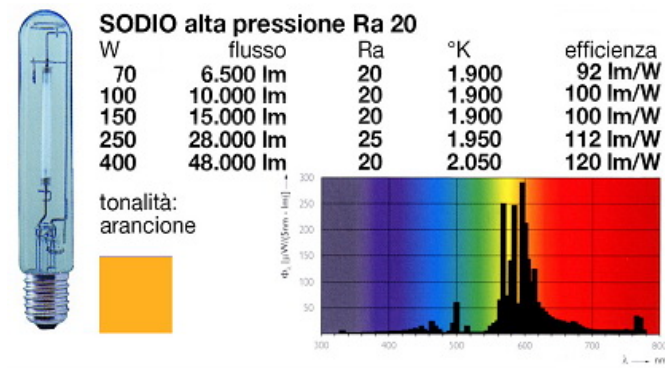 SODIO alta pressione Ra 20
W flusso Ra °K efficienza
70 6.500 lm 20 1.900 92 lm/W
100 10.000 lm 20 1.900 100 lm/W
150 15.000 lm 20 1.900 100 lm/W
250 28.000 lm 25 1.950 112 lm/W
400 48.000 lm 20 2.050 120 lm/W
tonalità:
arancione
300
250
200
150
100
50
300 400 500 600 700 800
λ nm